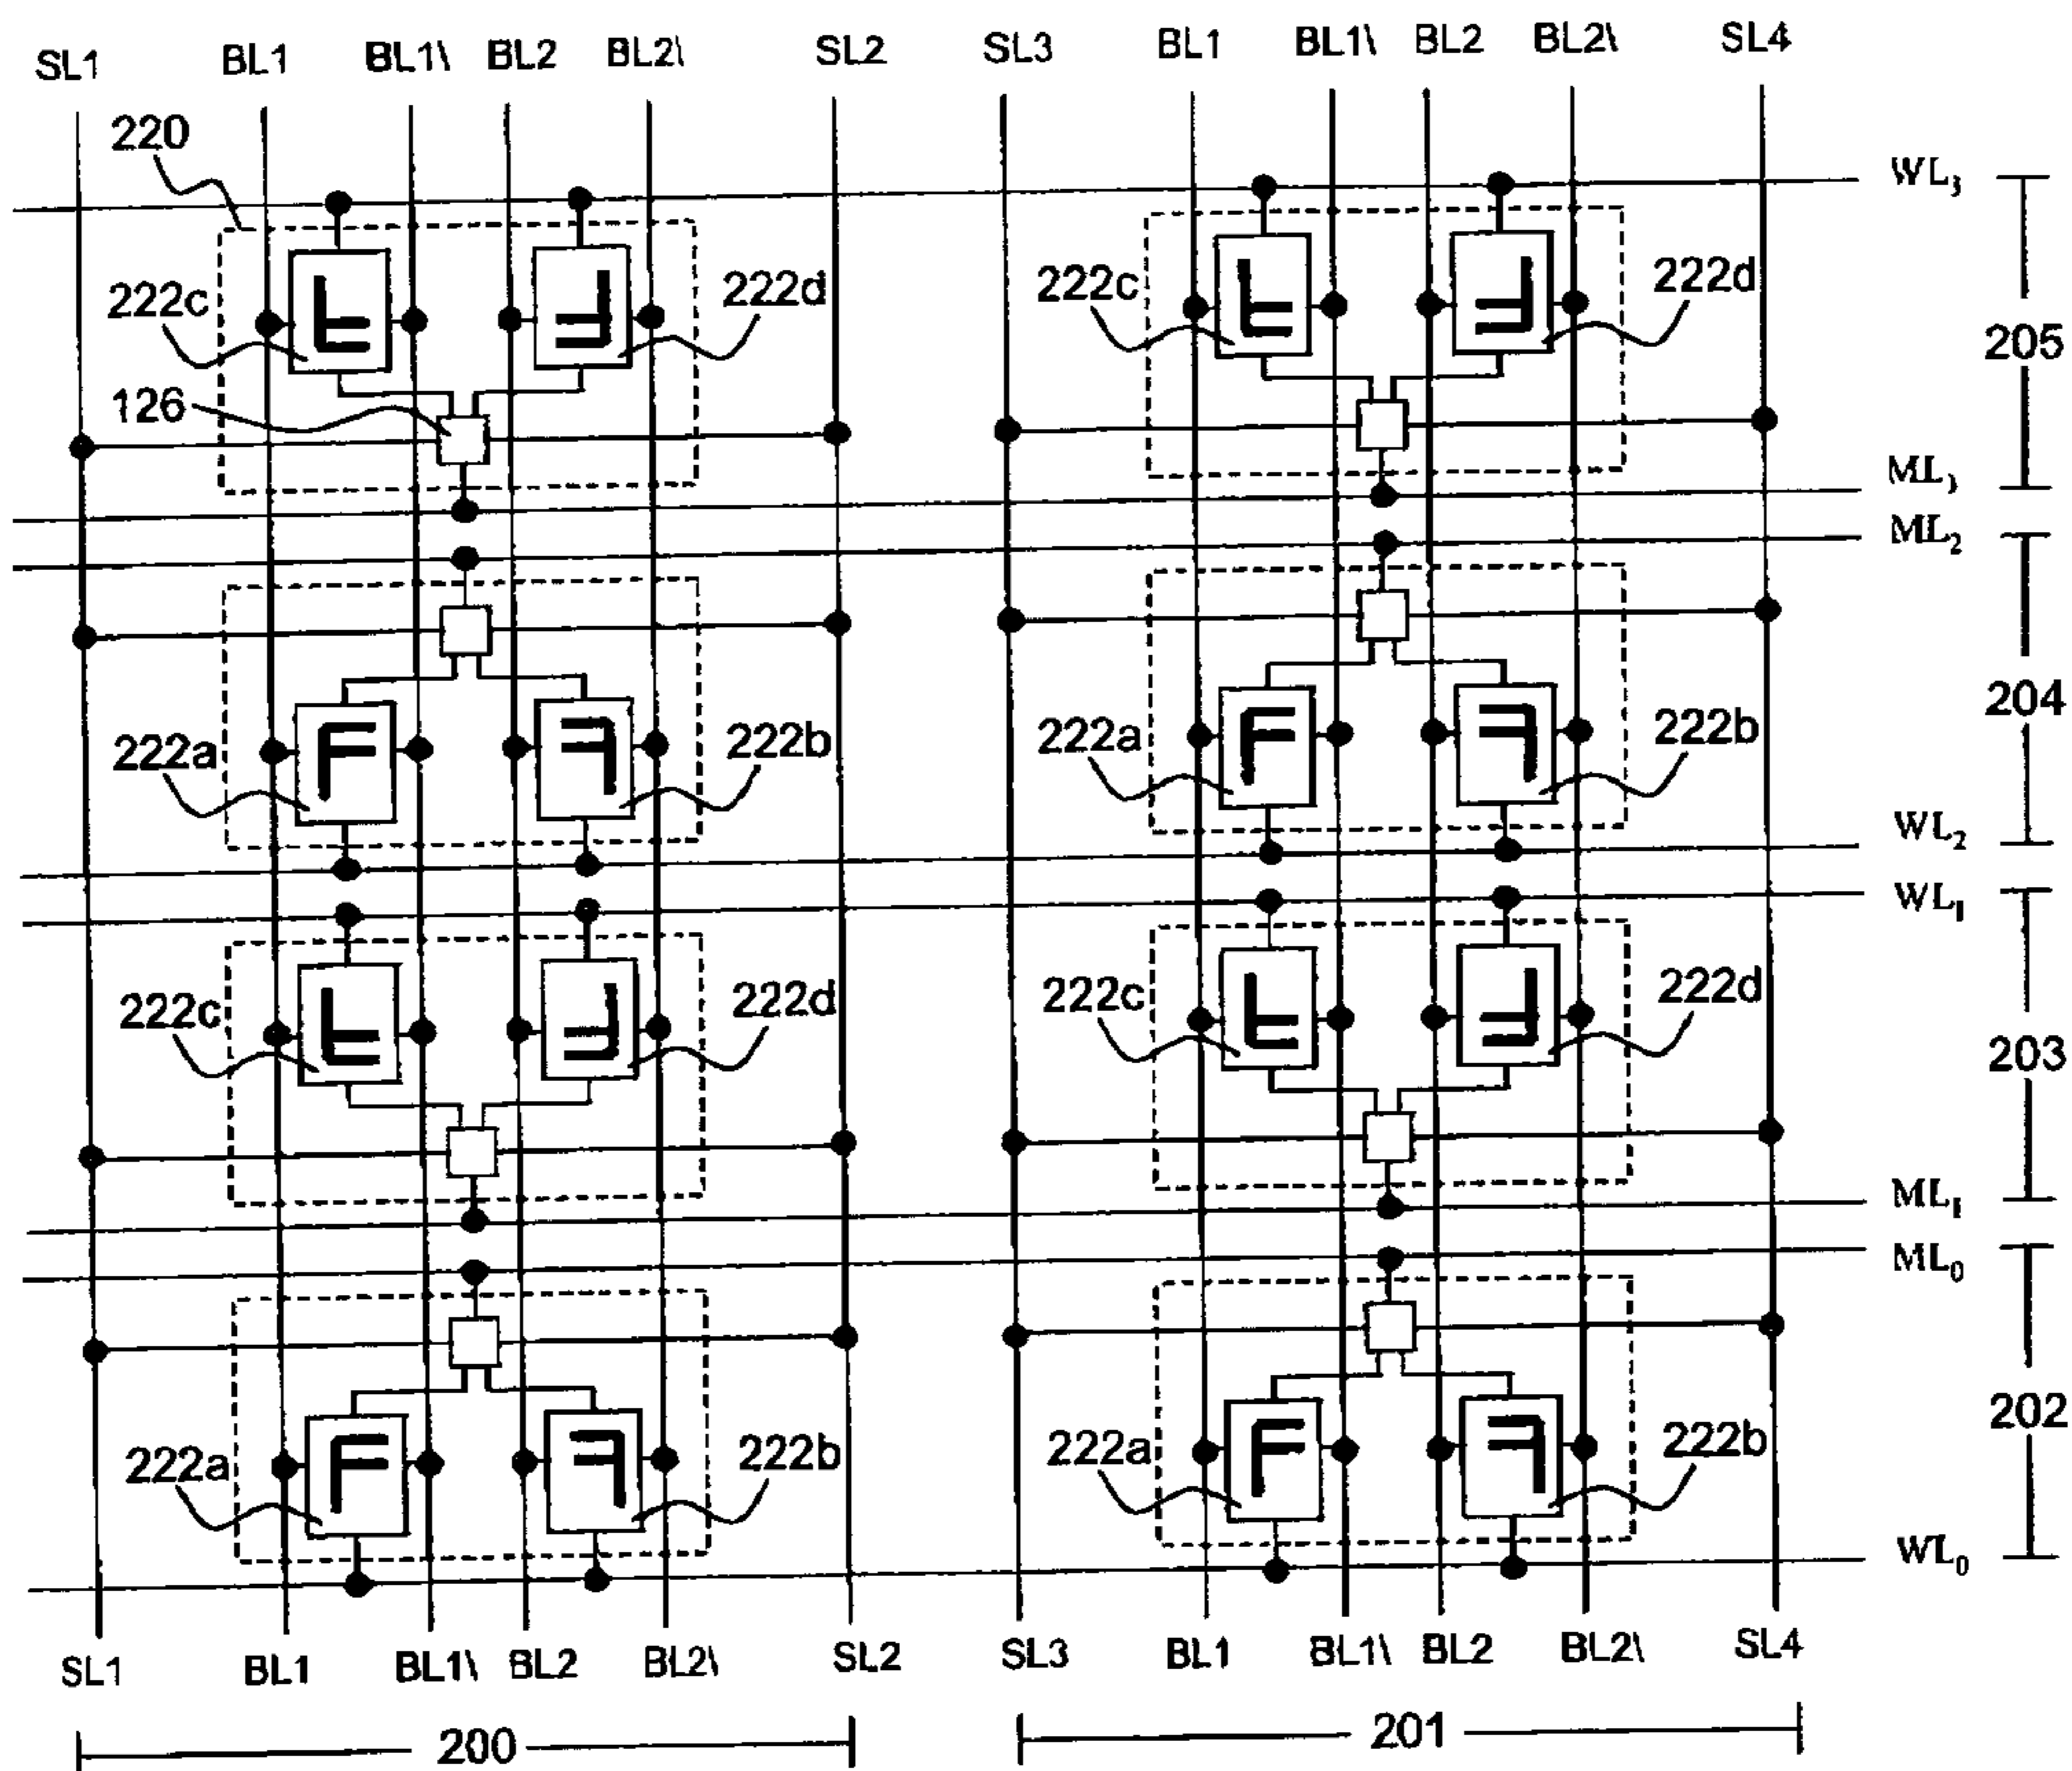 SL1 BL1 BL1\ BL2 BL2\ SL2 SL3 BL1 BL1\ BL2 BL2\ SL4
220
WL3
222c F F 222d 222c F F 222d
205
126
ML3
ML2
204
222a F F 222b 222a F F 222b
WL2
WL1
222c F F 222d 222c F F 222d
203
ML1
ML0
202
222a F F 222b 222a F F 222b
WL0
SL1 BL1 BL1\ BL2 BL2\ SL2 SL3 BL1 BL1\ BL2 BL2\ SL4
200 201